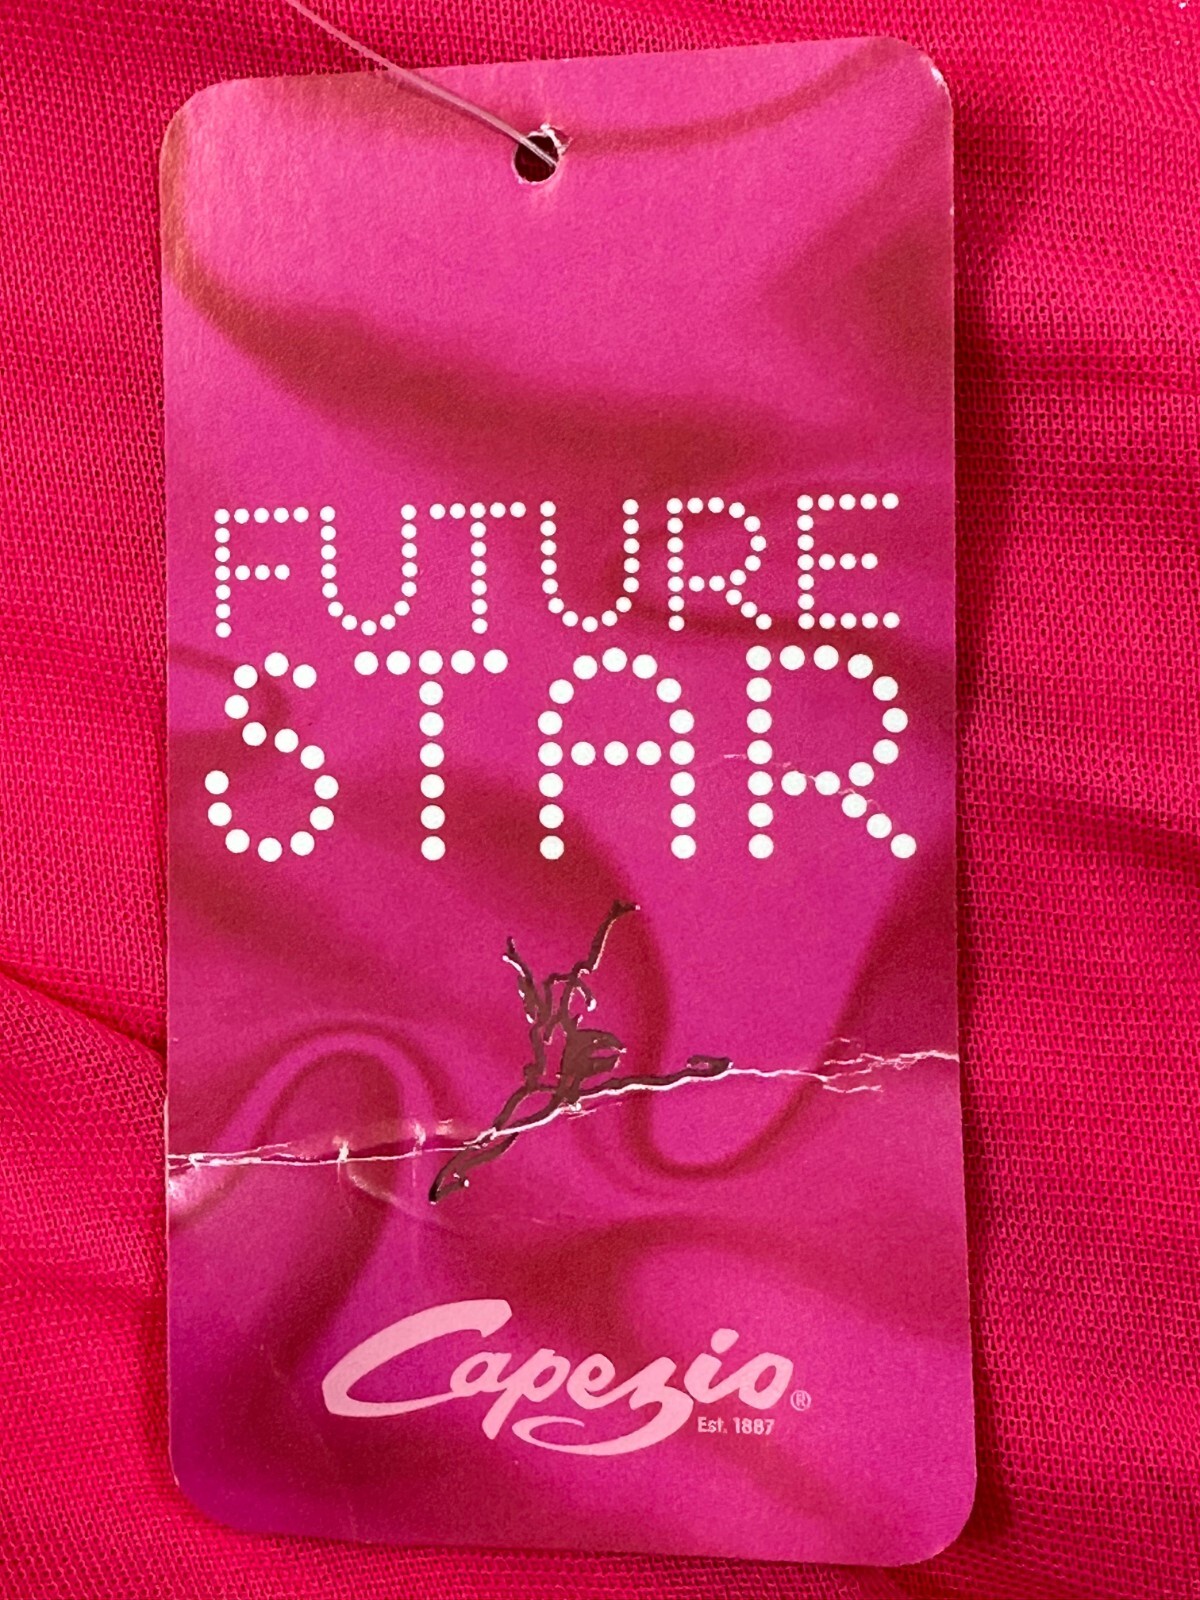 FUTURE
STAR
Capezio®
Est. 1887